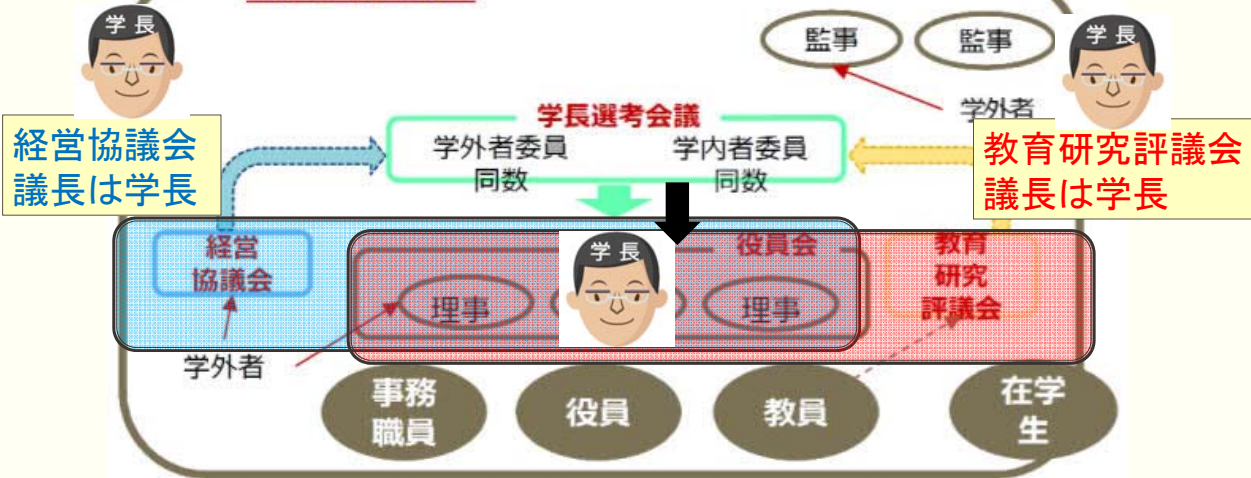 学長
監事
監事
学長
学外者
経営協議会
議長は学長
学長選考会議
学外者委員
同数
学内者委員
同数
教育研究評議会
議長は学長
経営
協議会
学長
役員会
教育
研究
評議会
理事
理事
学外者
事務
職員
役員
教員
在学
生